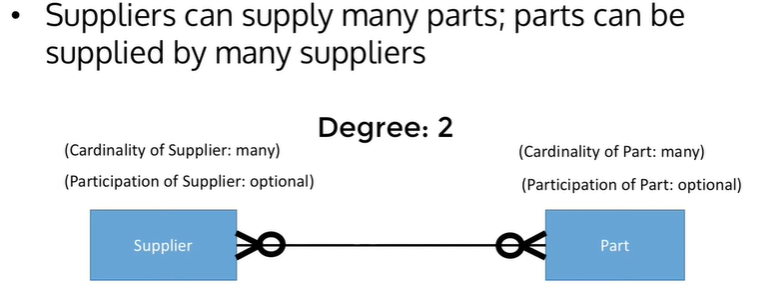 • Suppliers can supply many parts; parts can be
supplied by many suppliers
Degree: 2
(Cardinality of Supplier: many)
(Participation of Supplier: optional)
(Cardinality of Part: many)
(Participation of Part: optional)
Supplier
Part